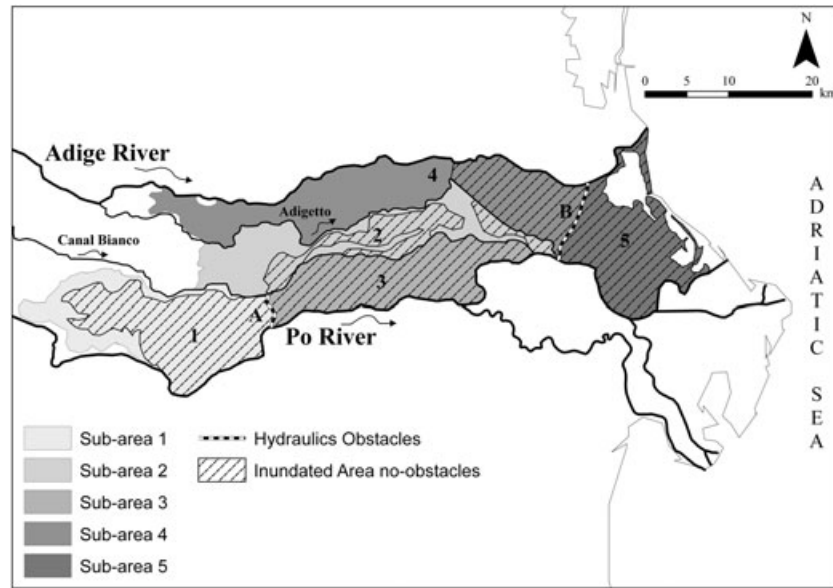 N
0 5 10 20
km
Adige River
4
Adigetto
B
Canal Bianco
2
5
3
A
1
Po River
ADRIATIC SEA
Sub-area 1
Sub-area 2
Sub-area 3
Sub-area 4
Sub-area 5
Hydraulics Obstacles
Inundated Area no-obstacles